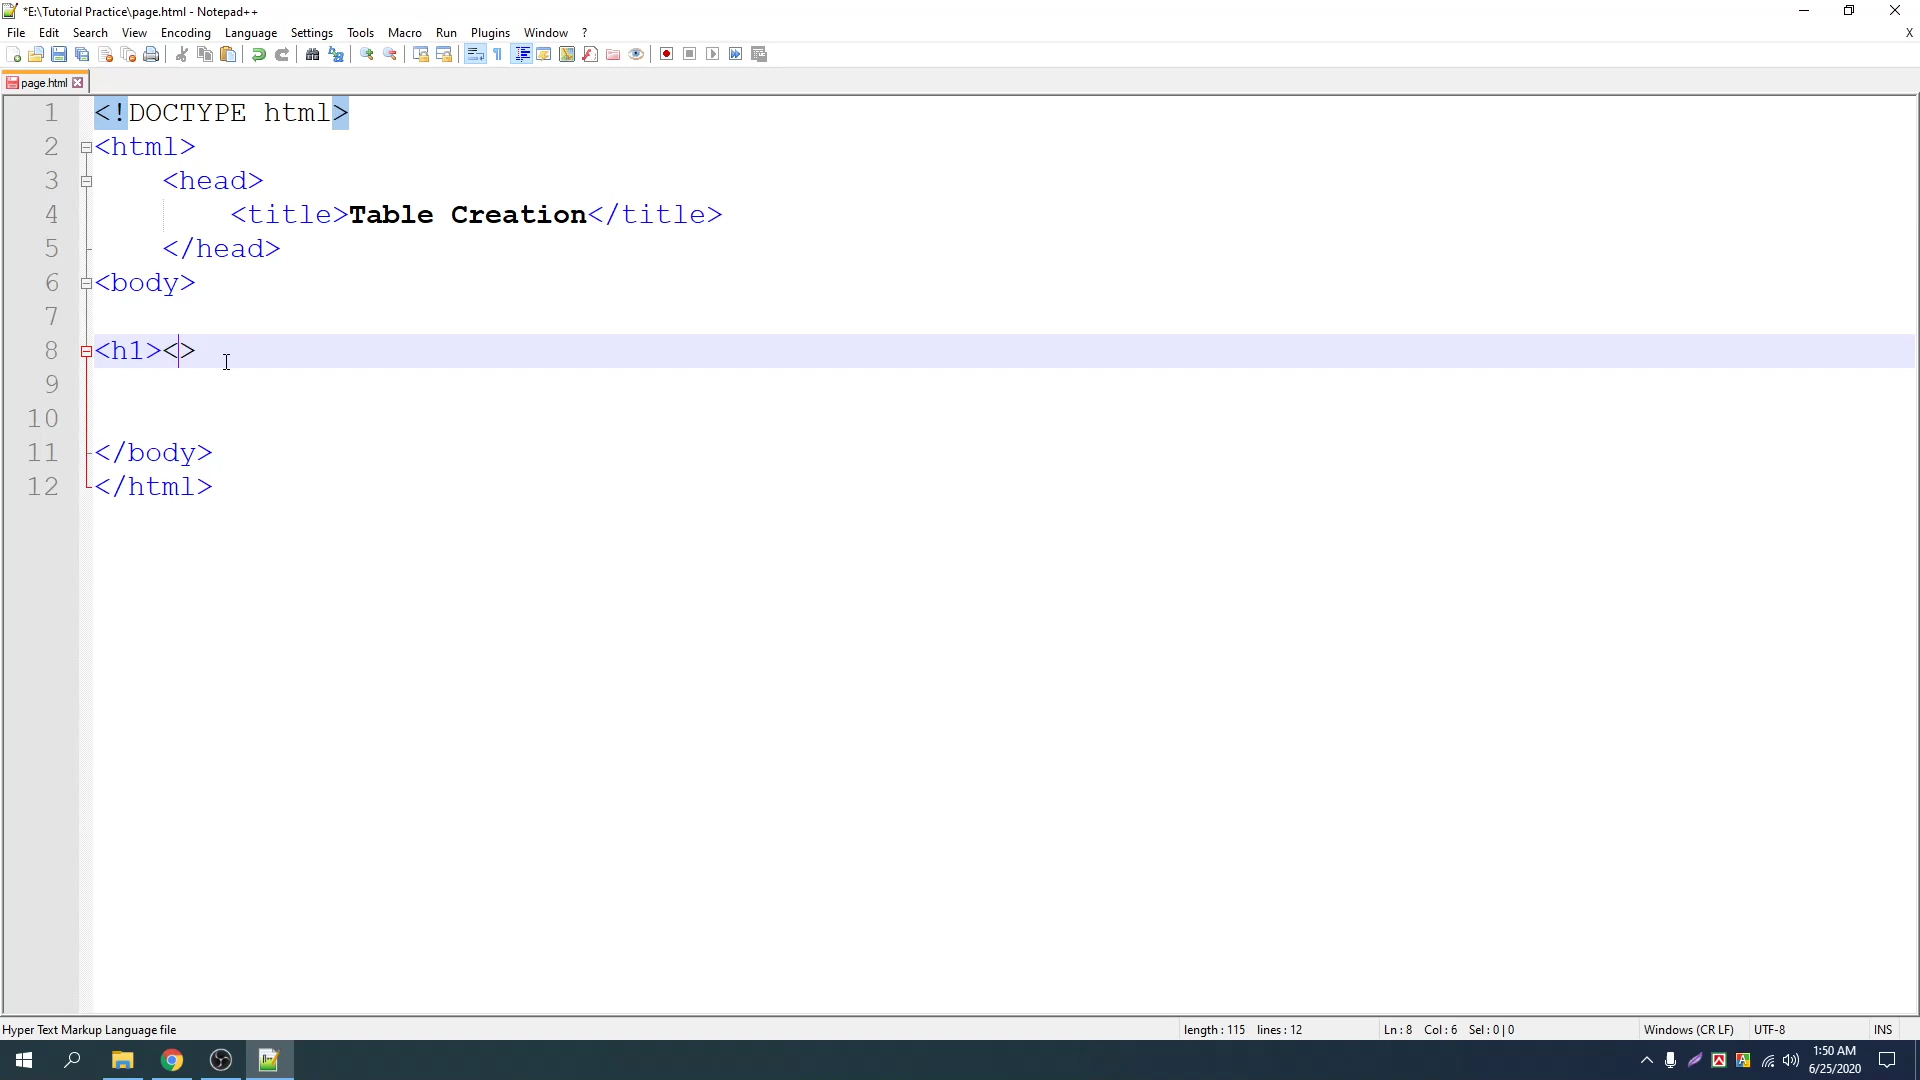 *E:\Tutorial Practice\page.html - Notepad++
File Edit Search View Encoding Language Settings Tools Macro Run Plugins Window ? X
page.html
1 <!DOCTYPE html>
2 <html>
3 <head>
4 <title>Table Creation</title>
5 </head>
6 <body>
7
8 <h1><>
9
10
11 </body>
12 </html>
Hyper Text Markup Language file length : 115 lines : 12 Ln : 8 Col : 6 Sel : 0 | 0 Windows (CR LF) UTF-8 INS
1:50 AM
6/25/2020